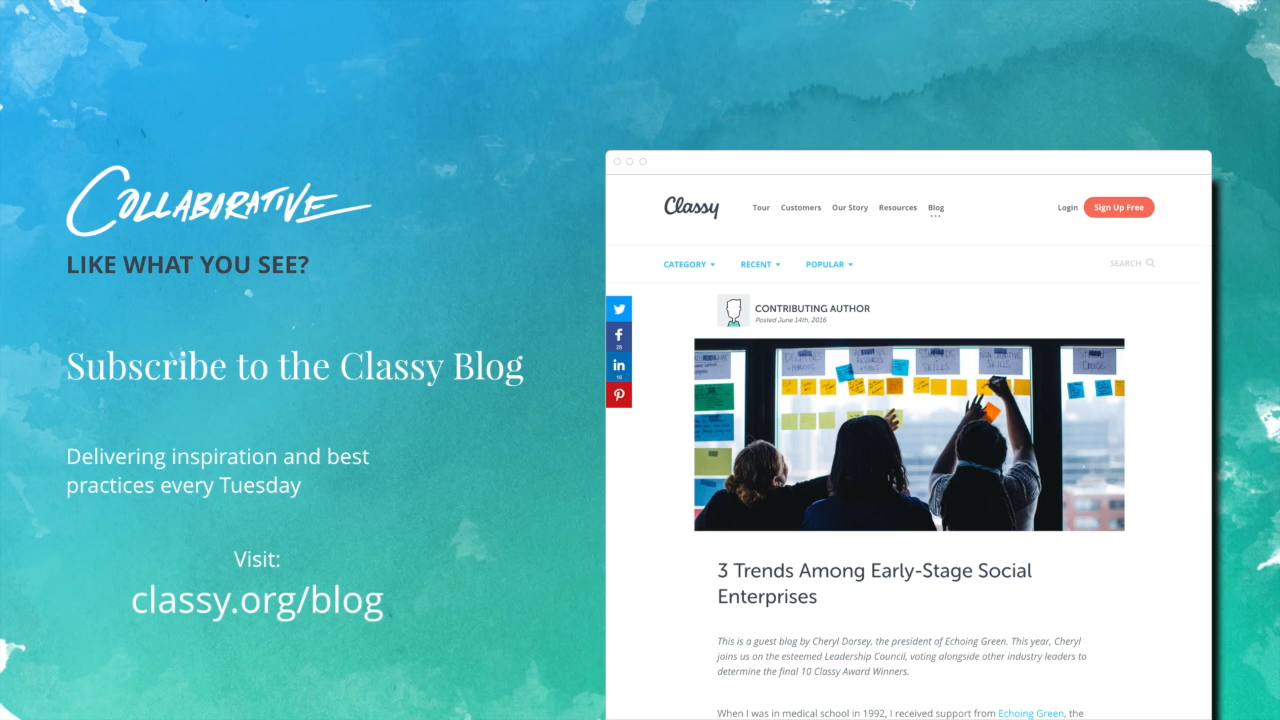 COLLABORATIVE
LIKE WHAT YOU SEE?
Subscribe to the Classy Blog
Delivering inspiration and best
practices every Tuesday
Visit:
classy.org/blog
Classy
Tour Customers Our Story Resources Blog
Login Sign Up Free
CATEGORY RECENT POPULAR
SEARCH
CONTRIBUTING AUTHOR
Posted June 14th, 2016
28
16
SKILLS
SKILLS
CHOICE
3 Trends Among Early-Stage Social
Enterprises
This is a guest blog by Cheryl Dorsey, the president of Echoing Green. This year, Cheryl
joins us on the esteemed Leadership Council, voting alongside other industry leaders to
determine the final 10 Classy Award Winners.
When I was in medical school in 1992, I received support from Echoing Green, the